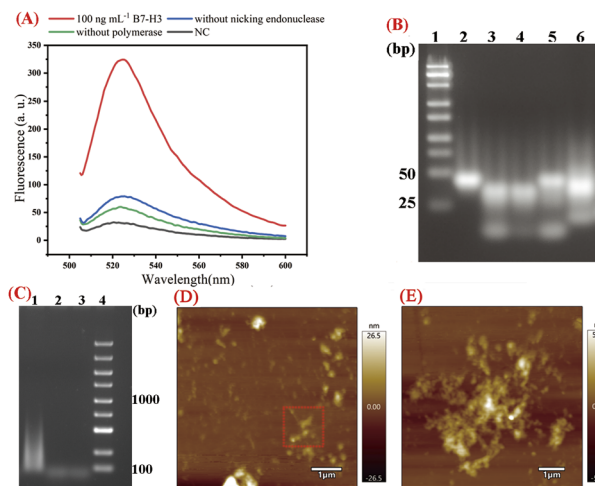 (A)
100 ng mL⁻¹ B7-H3
without nicking endonuclease
without polymerase
NC
Fluorescence (a. u.)
350
300
250
200
150
100
50
0
500
520
540
560
580
600
Wavelength(nm)
(B)
(bp)
1 2 3 4 5 6
50
25
(C)
1 2 3 4
(bp)
1000
100
(D)
nm
26.5
0.00
-26.5
1μm
(E)
1μm